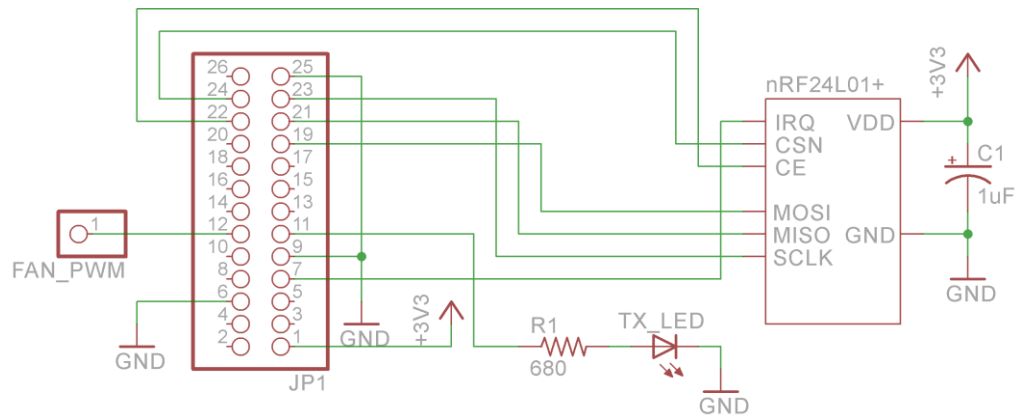 26 25
24 23
22 21
20 19
18 17
16 15
14 13
12 11
10 9
8 7
6 5
4 3
2 1
JP1
1
FAN_PWM
GND
GND
+3V3
R1
680
TX_LED
GND
nRF24L01+
IRQ VDD
CSN
CE
MOSI
MISO GND
SCLK
+3V3
+
C1
1uF
GND